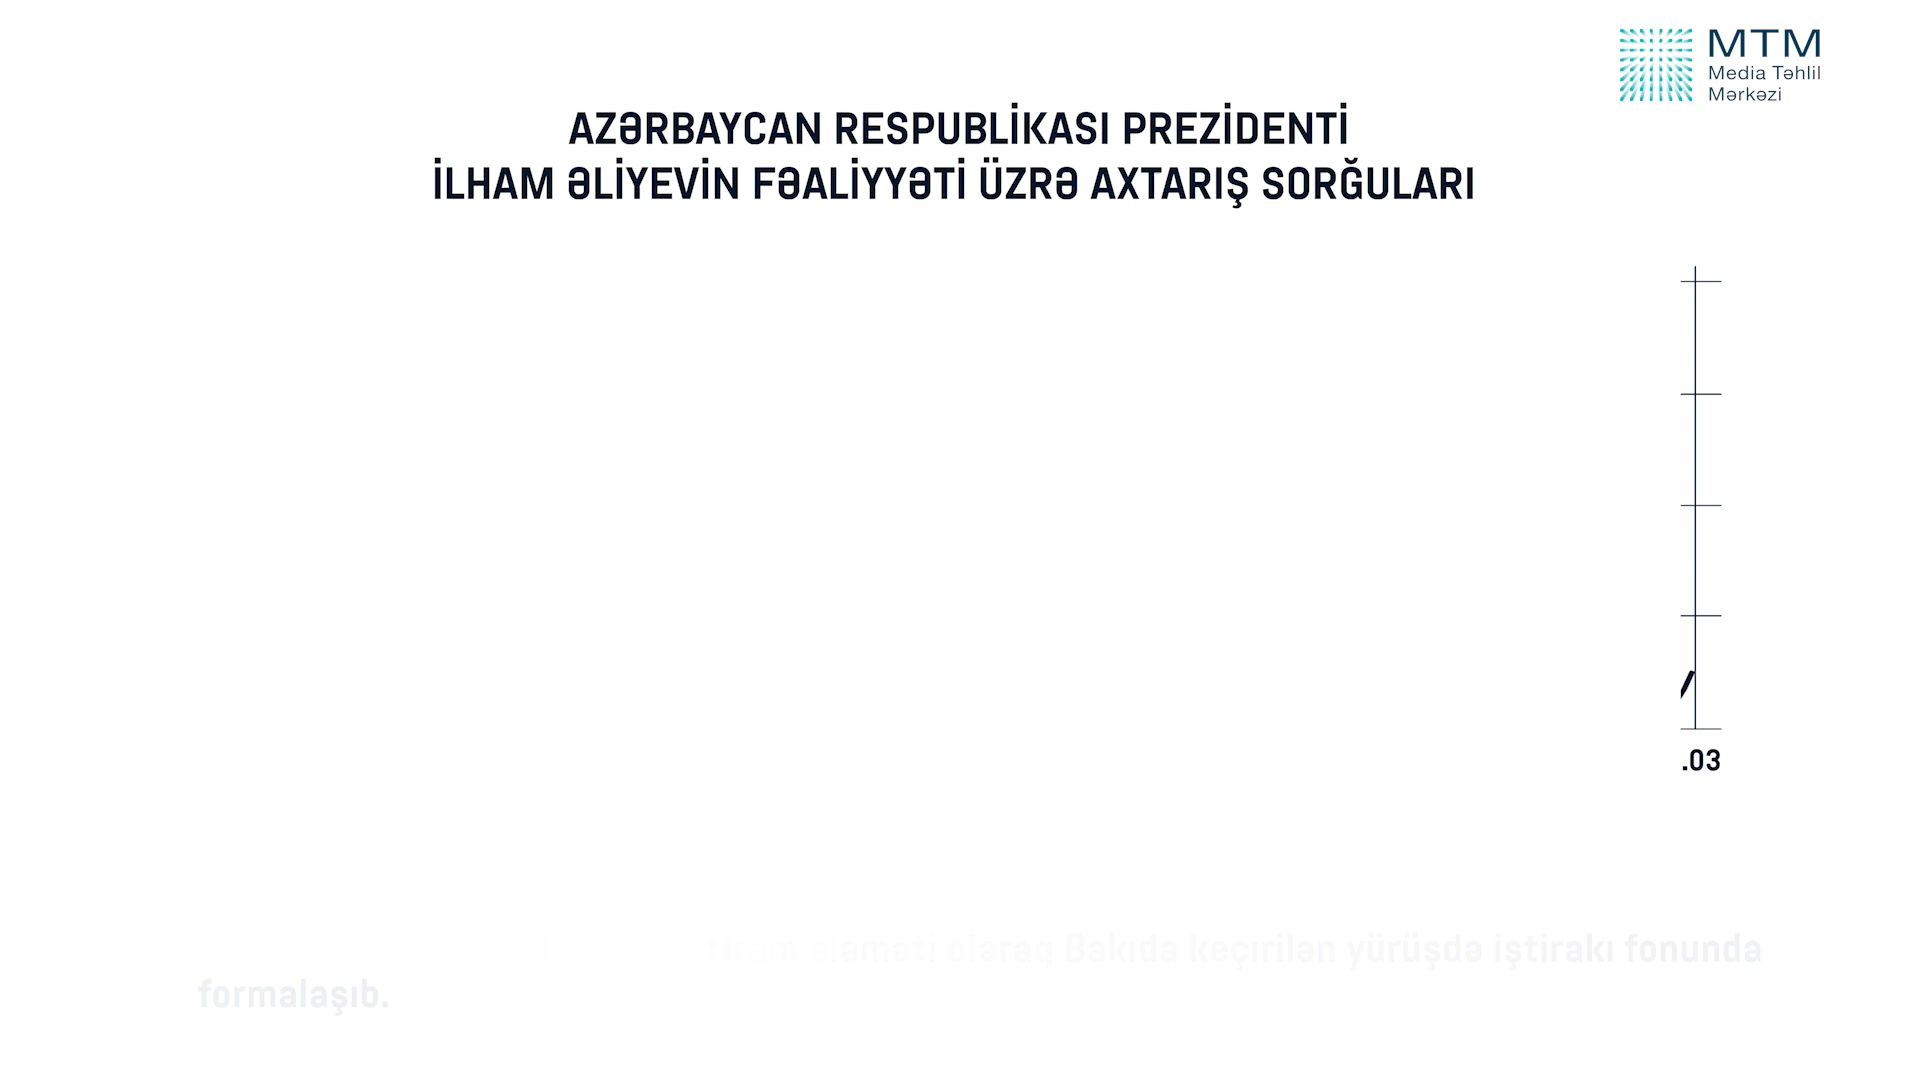 MTM
Media Təhlil
Mərkəzi
AZƏRBAYCAN RESPUBLİKASI PREZİDENTİ
İLHAM ƏLİYEVİN FƏALİYYƏTİ ÜZRƏ AXTARIŞ SORĞULARI
.03
əlaməti olaraq Bakıda keçirilən yürüşdə iştirakı fonunda
formalaşıb.